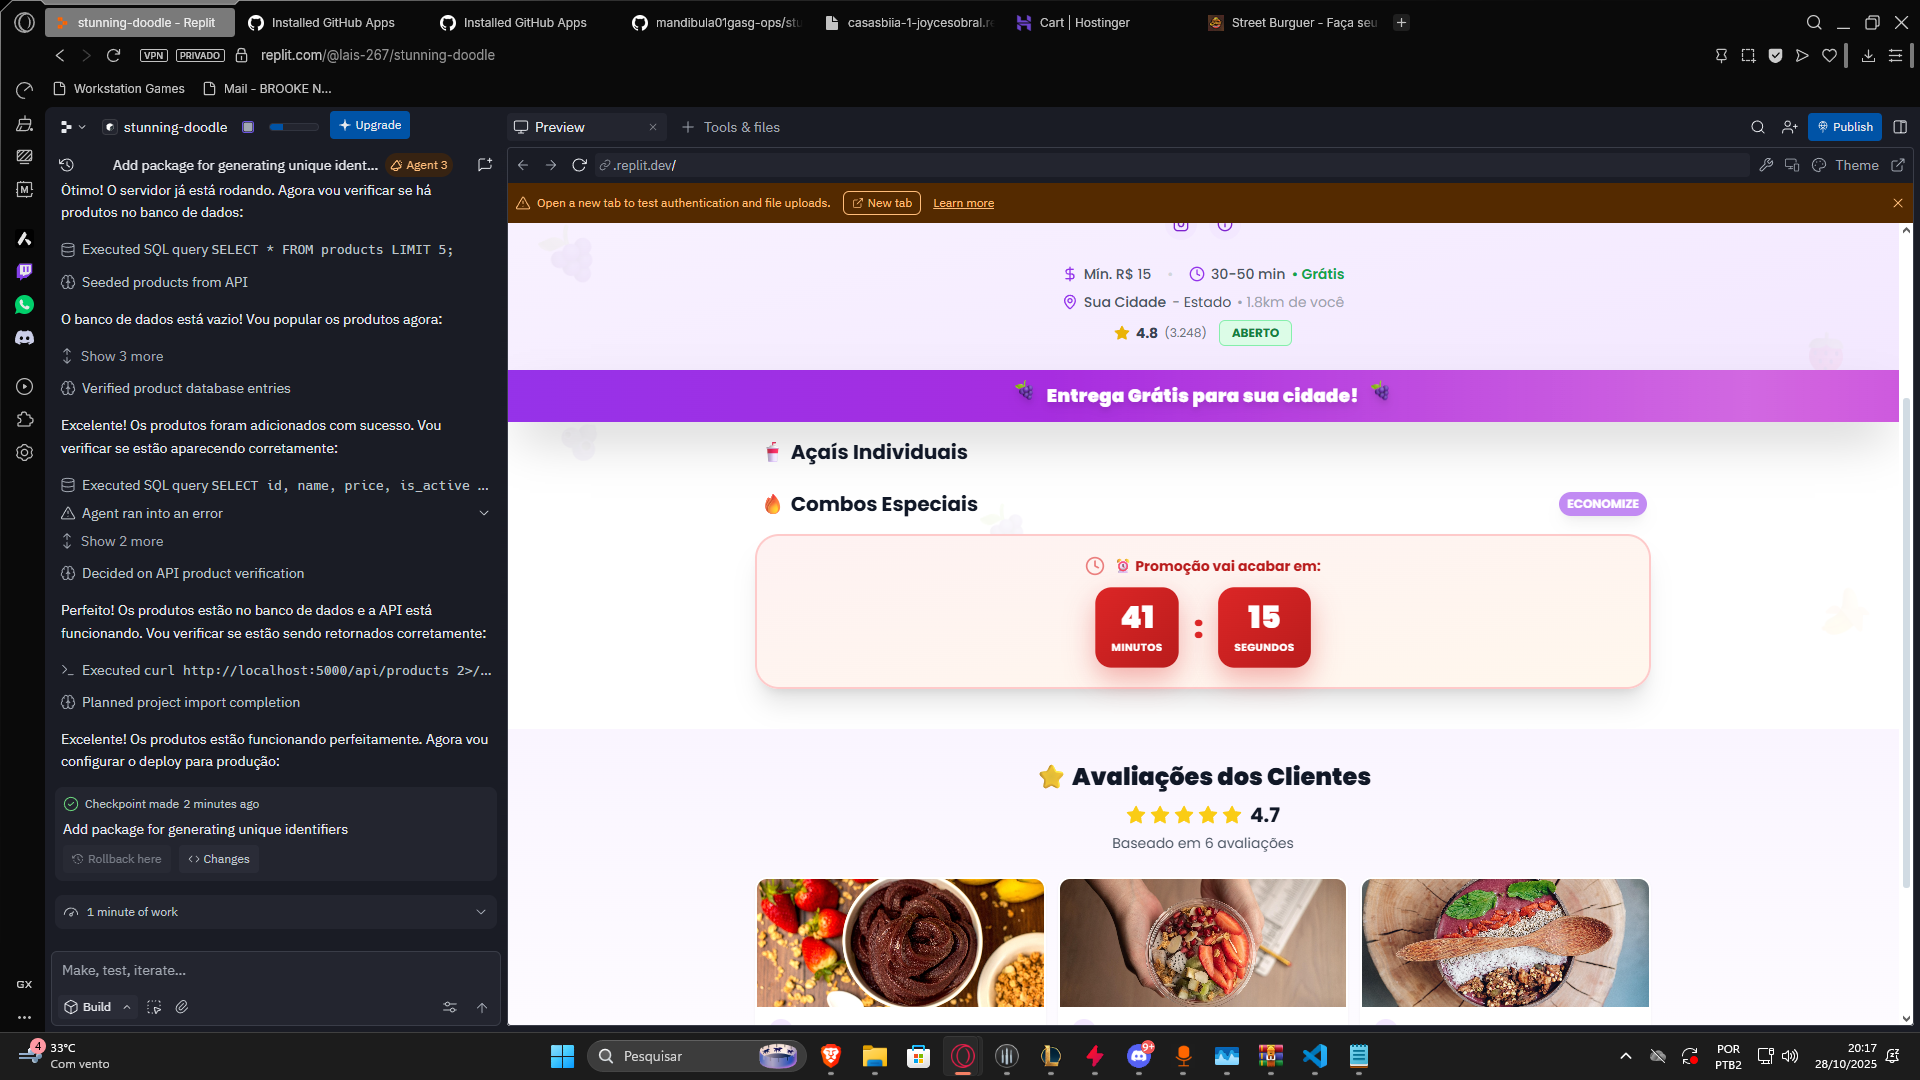 stunning-doodle - Replit
Installed GitHub Apps
Installed GitHub Apps
mandibula01gasg-ops/stu
casasbiia-1-joycesobral.re
Cart | Hostinger
Street Burguer - Faça seu
VPN
PRIVADO
replit.com/@lais-267/stunning-doodle
Workstation Games
Mail - BROOKE N...
stunning-doodle
Upgrade
Preview
Tools & files
Publish
Add package for generating unique ident...
Agent 3
.replit.dev/
Theme
Ótimo! O servidor já está rodando. Agora vou verificar se há
produtos no banco de dados:
Open a new tab to test authentication and file uploads.
New tab
Learn more
Executed SQL query SELECT * FROM products LIMIT 5;
Seeded products from API
O banco de dados está vazio! Vou popular os produtos agora:
Show 3 more
Verified product database entries
Excelente! Os produtos foram adicionados com sucesso. Vou
verificar se estão aparecendo corretamente:
Executed SQL query SELECT id, name, price, is_active ...
Agent ran into an error
Show 2 more
Decided on API product verification
Perfeito! Os produtos estão no banco de dados e a API está
funcionando. Vou verificar se estão sendo retornados corretamente:
Executed curl http://localhost:5000/api/products 2>/...
Planned project import completion
Excelente! Os produtos estão funcionando perfeitamente. Agora vou
configurar o deploy para produção:
Checkpoint made 2 minutes ago
Add package for generating unique identifiers
Rollback here
Changes
1 minute of work
Make, test, iterate...
Build
Mín. R$ 15
30-50 min
• Grátis
Sua Cidade - Estado • 1.8km de você
4.8 (3.248)
ABERTO
Entrega Grátis para sua cidade!
Açaís Individuais
Combos Especiais
ECONOMIZE
Promoção vai acabar em:
41
MINUTOS
:
15
SEGUNDOS
Avaliações dos Clientes
4.7
Baseado em 6 avaliações
GX
4
33°C
Com vento
Pesquisar
9+
POR
PTB2
20:17
28/10/2025